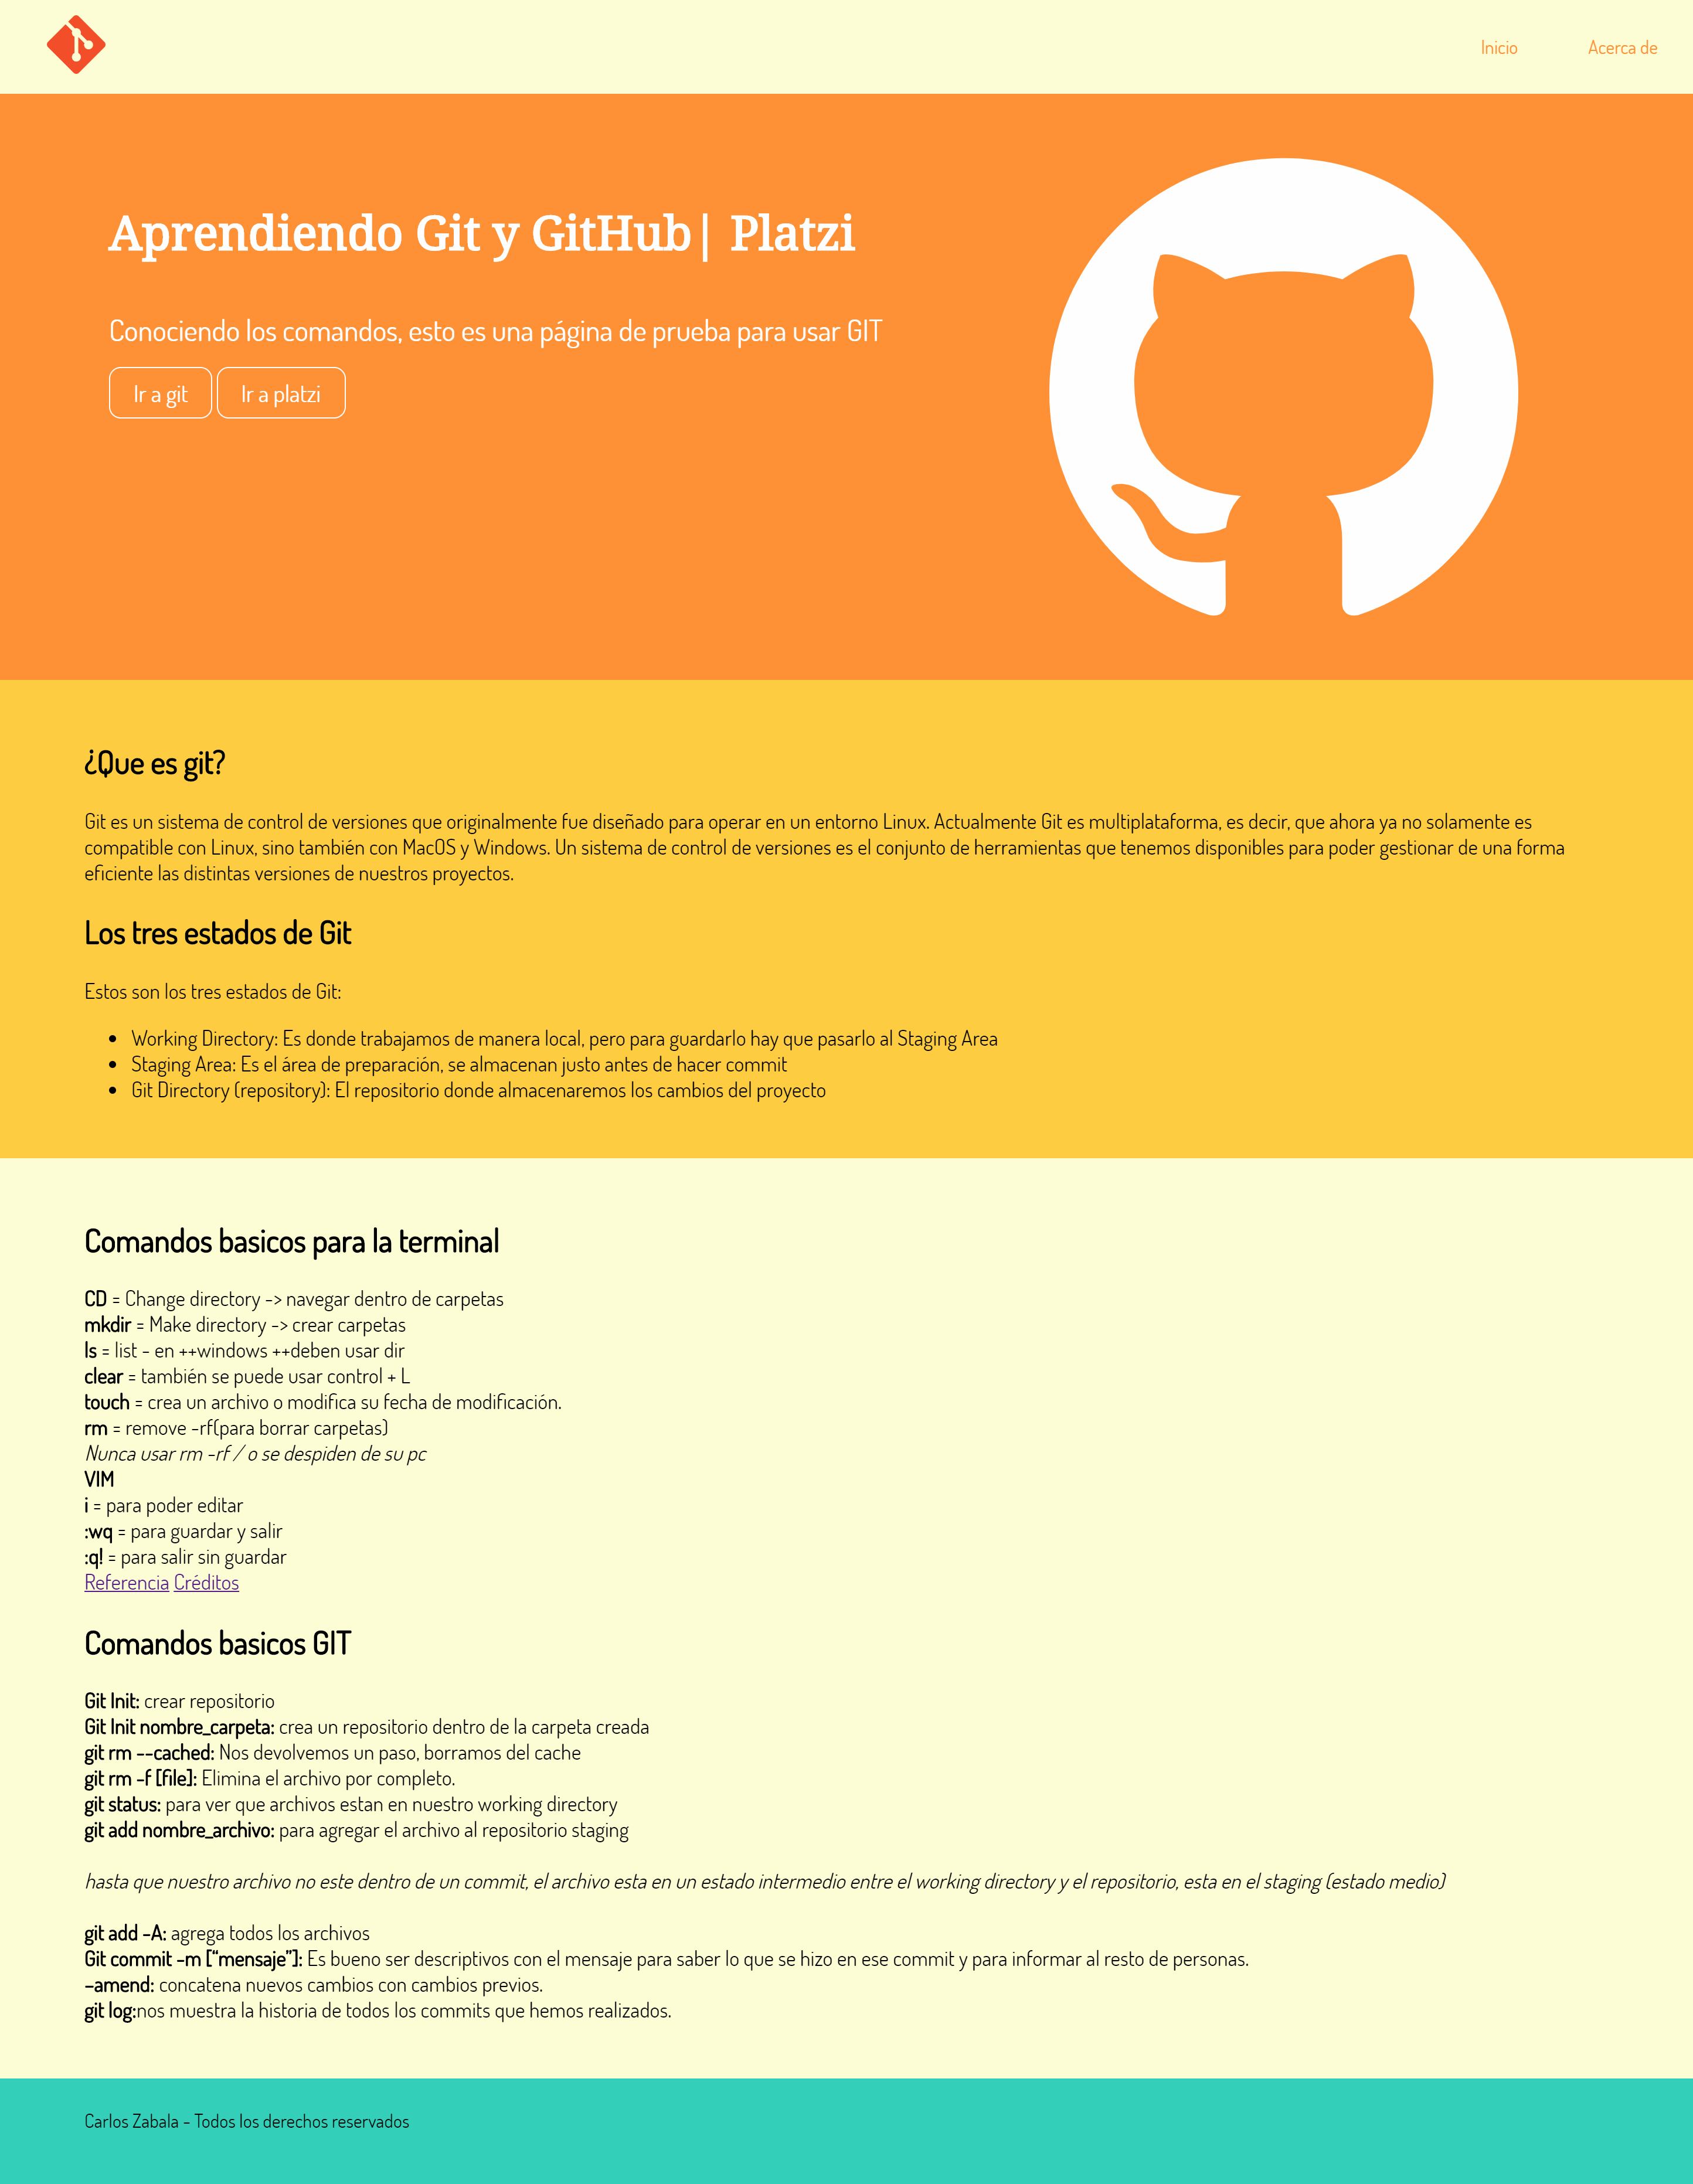 Inicio Acerca de
Aprendiendo Git y GitHub| Platzi
Conociendo los comandos, esto es una página de prueba para usar GIT
Ir a git Ir a platzi
¿Que es git?
Git es un sistema de control de versiones que originalmente fue diseñado para operar en un entorno Linux. Actualmente Git es multiplataforma, es decir, que ahora ya no solamente es
compatible con Linux, sino también con MacOS y Windows. Un sistema de control de versiones es el conjunto de herramientas que tenemos disponibles para poder gestionar de una forma
eficiente las distintas versiones de nuestros proyectos.
Los tres estados de Git
Estos son los tres estados de Git:
• Working Directory: Es donde trabajamos de manera local, pero para guardarlo hay que pasarlo al Staging Area
• Staging Area: Es el área de preparación, se almacenan justo antes de hacer commit
• Git Directory (repository): El repositorio donde almacenaremos los cambios del proyecto
Comandos basicos para la terminal
CD = Change directory -> navegar dentro de carpetas
mkdir = Make directory -> crear carpetas
ls = list - en ++windows ++deben usar dir
clear = también se puede usar control + L
touch = crea un archivo o modifica su fecha de modificación.
rm = remove -rf(para borrar carpetas)
Nunca usar rm -rf / o se despiden de su pc
VIM
i = para poder editar
:wq = para guardar y salir
:q! = para salir sin guardar
Referencia Créditos
Comandos basicos GIT
Git Init: crear repositorio
Git Init nombre_carpeta: crea un repositorio dentro de la carpeta creada
git rm --cached: Nos devolvemos un paso, borramos del cache
git rm -f [file]: Elimina el archivo por completo.
git status: para ver que archivos estan en nuestro working directory
git add nombre_archivo: para agregar el archivo al repositorio staging
hasta que nuestro archivo no este dentro de un commit, el archivo esta en un estado intermedio entre el working directory y el repositorio, esta en el staging (estado medio)
git add -A: agrega todos los archivos
Git commit -m [“mensaje”]: Es bueno ser descriptivos con el mensaje para saber lo que se hizo en ese commit y para informar al resto de personas.
–amend: concatena nuevos cambios con cambios previos.
git log:nos muestra la historia de todos los commits que hemos realizados.
Carlos Zabala - Todos los derechos reservados